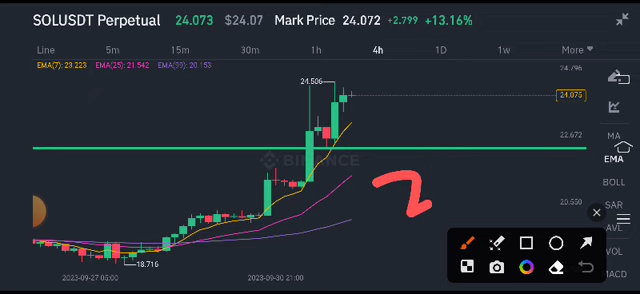 SOLUSDT Perpetual 24.073 $24.07 Mark Price 24.072 +2.799 +13.16%
Line 5m 15m 30m 1h 4h 1D 1w More
EMA(7): 23.223 EMA(25): 21.542 EMA(99): 20.153
24.796
24.506
24.075
22.672
20.550
18.716
BINANCE
2
MA
EMA
BOLL
SAR
AVL
VOL
MACD
2023-09-27 05:00 2023-09-30 21:00